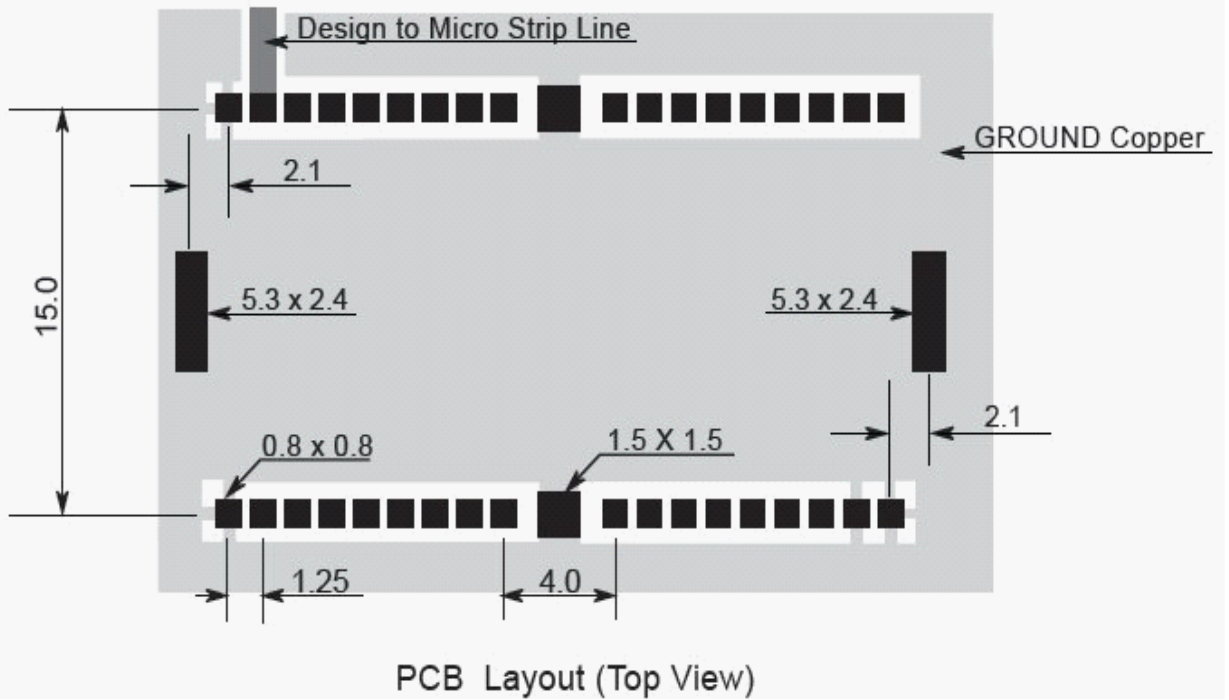 Design to Micro Strip Line
GROUND Copper
2.1
15.0
5.3 x 2.4
5.3 x 2.4
2.1
0.8 x 0.8
1.5 X 1.5
1.25
4.0
PCB Layout (Top View)